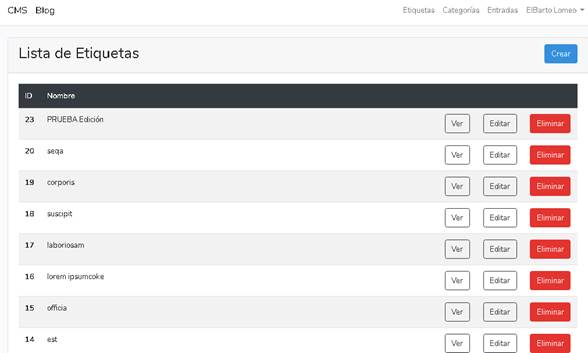 CMS Blog Etiquetas Categorías Entradas ElBarto Lomeo
Lista de Etiquetas Crear
ID Nombre
23 PRUEBA Edición Ver Editar Eliminar
20 seqa Ver Editar Eliminar
19 corporis Ver Editar Eliminar
18 suscipit Ver Editar Eliminar
17 laboriosam Ver Editar Eliminar
16 lorem ipsumcoke Ver Editar Eliminar
15 officia Ver Editar Eliminar
14 est Ver Editar Eliminar